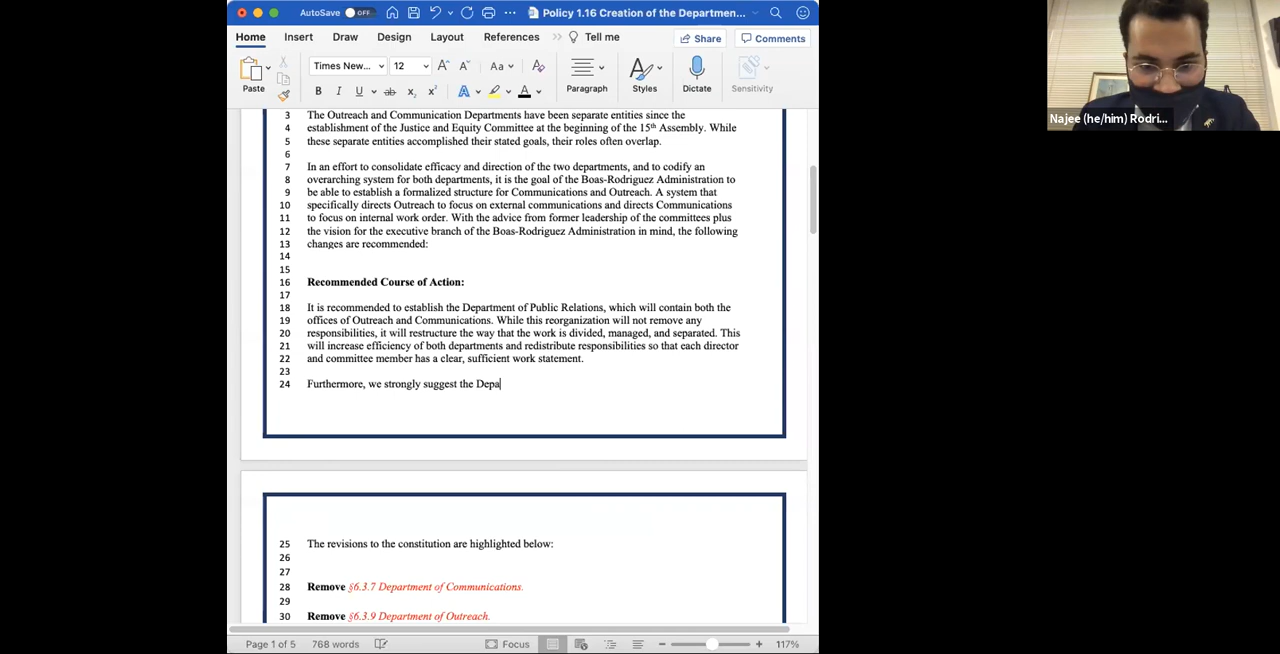 AutoSave OFF Policy 1.16 Creation of the Departmen...
Home Insert Draw Design Layout References Tell me Share Comments
Times New... 12 Aa
Paste B I U ab x x A A Paragraph Styles Dictate Sensitivity
3 The Outreach and Communication Departments have been separate entities since the
4 establishment of the Justice and Equity Committee at the beginning of the 15th Assembly. While
5 these separate entities accomplished their stated goals, their roles often overlap.
6
7 In an effort to consolidate efficacy and direction of the two departments, and to codify an
8 overarching system for both departments, it is the goal of the Boas-Rodriguez Administration to
9 be able to establish a formalized structure for Communications and Outreach. A system that
10 specifically directs Outreach to focus on external communications and directs Communications
11 to focus on internal work order. With the advice from former leadership of the committees plus
12 the vision for the executive branch of the Boas-Rodriguez Administration in mind, the following
13 changes are recommended:
14
15
16 Recommended Course of Action:
17
18 It is recommended to establish the Department of Public Relations, which will contain both the
19 offices of Outreach and Communications. While this reorganization will not remove any
20 responsibilities, it will restructure the way that the work is divided, managed, and separated. This
21 will increase efficiency of both departments and redistribute responsibilities so that each director
22 and committee member has a clear, sufficient work statement.
23
24 Furthermore, we strongly suggest the Depa
25 The revisions to the constitution are highlighted below:
26
27
28 Remove §6.3.7 Department of Communications.
29
30 Remove §6.3.9 Department of Outreach.
Page 1 of 5 768 words Focus 117%
Najee (he/him) Rodri...